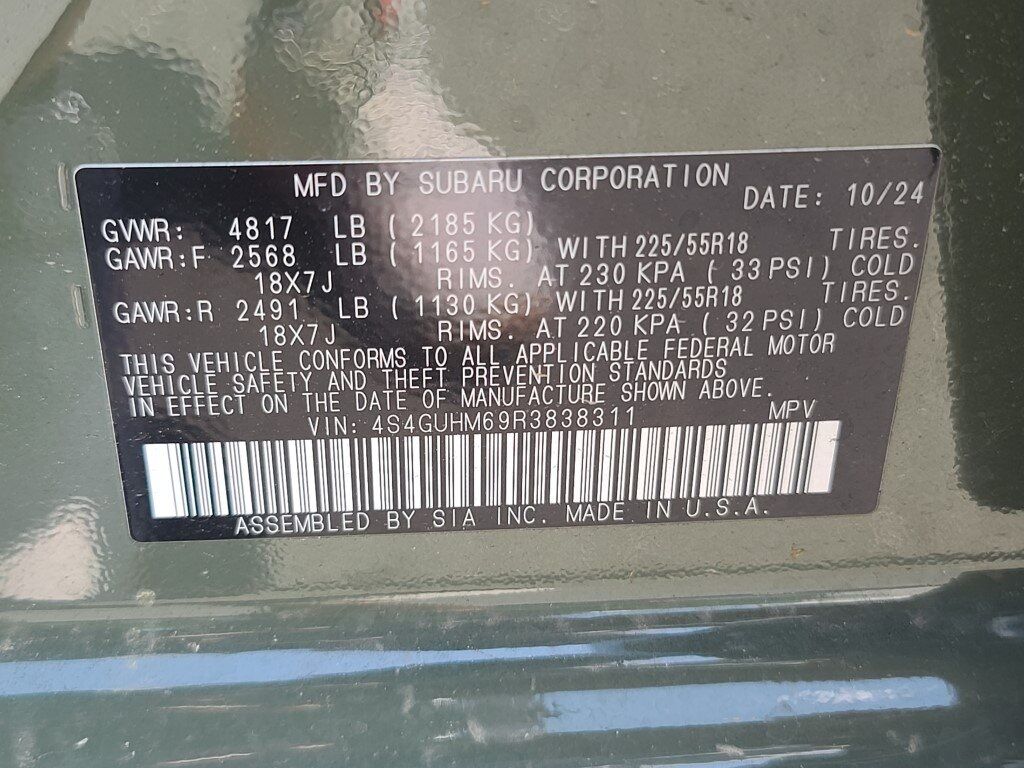 MFD BY SUBARU CORPORATION DATE: 10/24
GVWR: 4817 LB ( 2185 KG)
GAWR:F 2568 LB ( 1165 KG) WITH 225/55R18 TIRES.
18X7J RIMS. AT 230 KPA ( 33 PSI) COLD
GAWR:R 2491 LB ( 1130 KG) WITH 225/55R18 TIRES.
18X7J RIMS. AT 220 KPA ( 32 PSI) COLD
THIS VEHICLE CONFORMS TO ALL APPLICABLE FEDERAL MOTOR
VEHICLE SAFETY AND THEFT PREVENTION STANDARDS
IN EFFECT ON THE DATE OF MANUFACTURE SHOWN ABOVE.
VIN: 4S4GUHM69R3838311 MPV
ASSEMBLED BY SIA INC. MADE IN U.S.A.